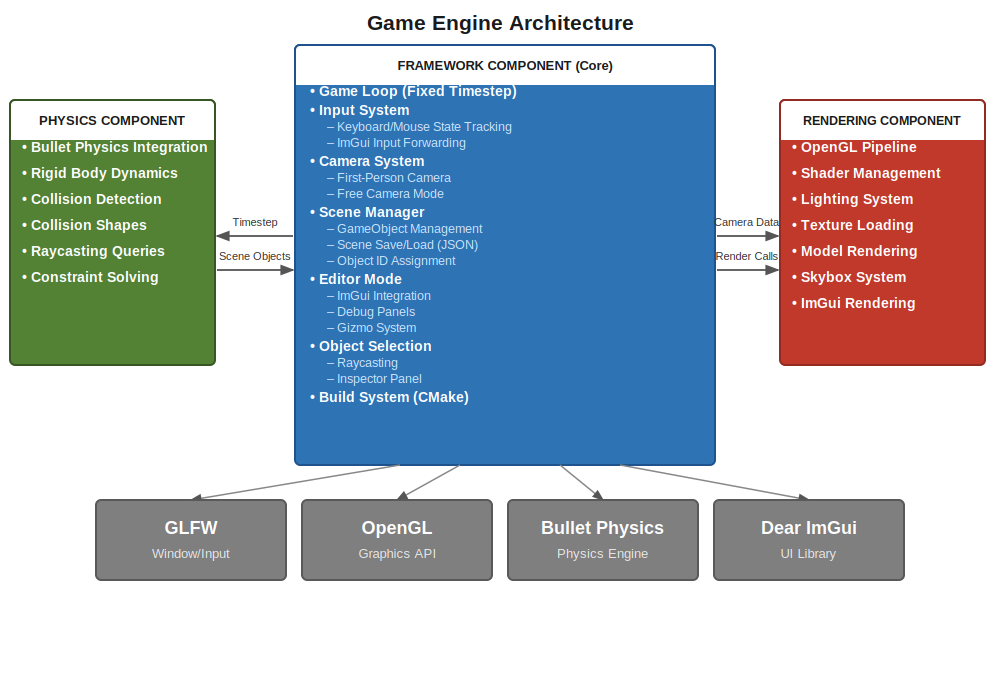 Game Engine Architecture
FRAMEWORK COMPONENT (Core)
• Game Loop (Fixed Timestep)
• Input System
– Keyboard/Mouse State Tracking
– ImGui Input Forwarding
• Camera System
– First-Person Camera
– Free Camera Mode
• Scene Manager
– GameObject Management
– Scene Save/Load (JSON)
– Object ID Assignment
• Editor Mode
– ImGui Integration
– Debug Panels
– Gizmo System
• Object Selection
– Raycasting
– Inspector Panel
• Build System (CMake)
PHYSICS COMPONENT
• Bullet Physics Integration
• Rigid Body Dynamics
• Collision Detection
• Collision Shapes
• Raycasting Queries
• Constraint Solving
Timestep
Scene Objects
Camera Data
Render Calls
RENDERING COMPONENT
• OpenGL Pipeline
• Shader Management
• Lighting System
• Texture Loading
• Model Rendering
• Skybox System
• ImGui Rendering
GLFW
Window/Input
OpenGL
Graphics API
Bullet Physics
Physics Engine
Dear ImGui
UI Library